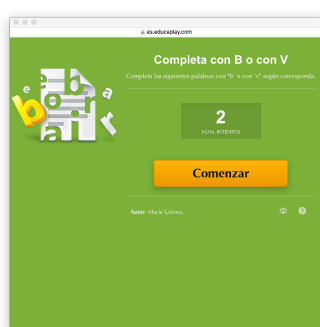 es.educaplay.com
Completa con B o con V
Completa las siguientes palabras con "b" o con "v" según corresponda.
2
NUM. INTENTOS
Comenzar
Autor: María Gómez